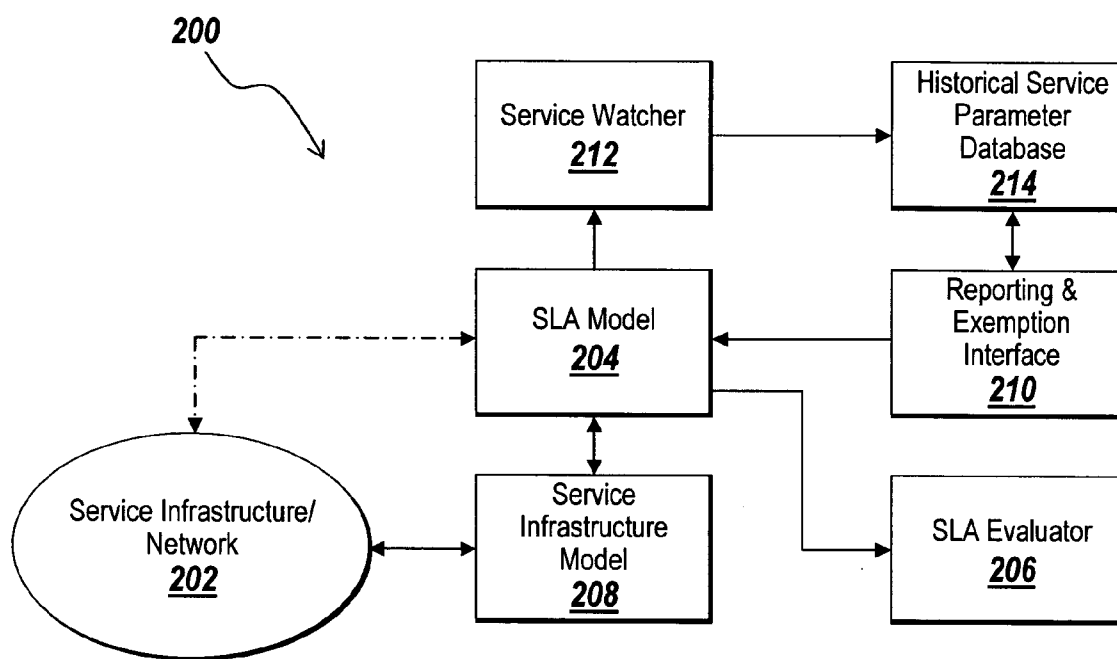 200
Service Watcher
212
Historical Service
Parameter
Database
214
SLA Model
204
Reporting &
Exemption
Interface
210
Service Infrastructure/
Network
202
Service
Infrastructure
Model
208
SLA Evaluator
206